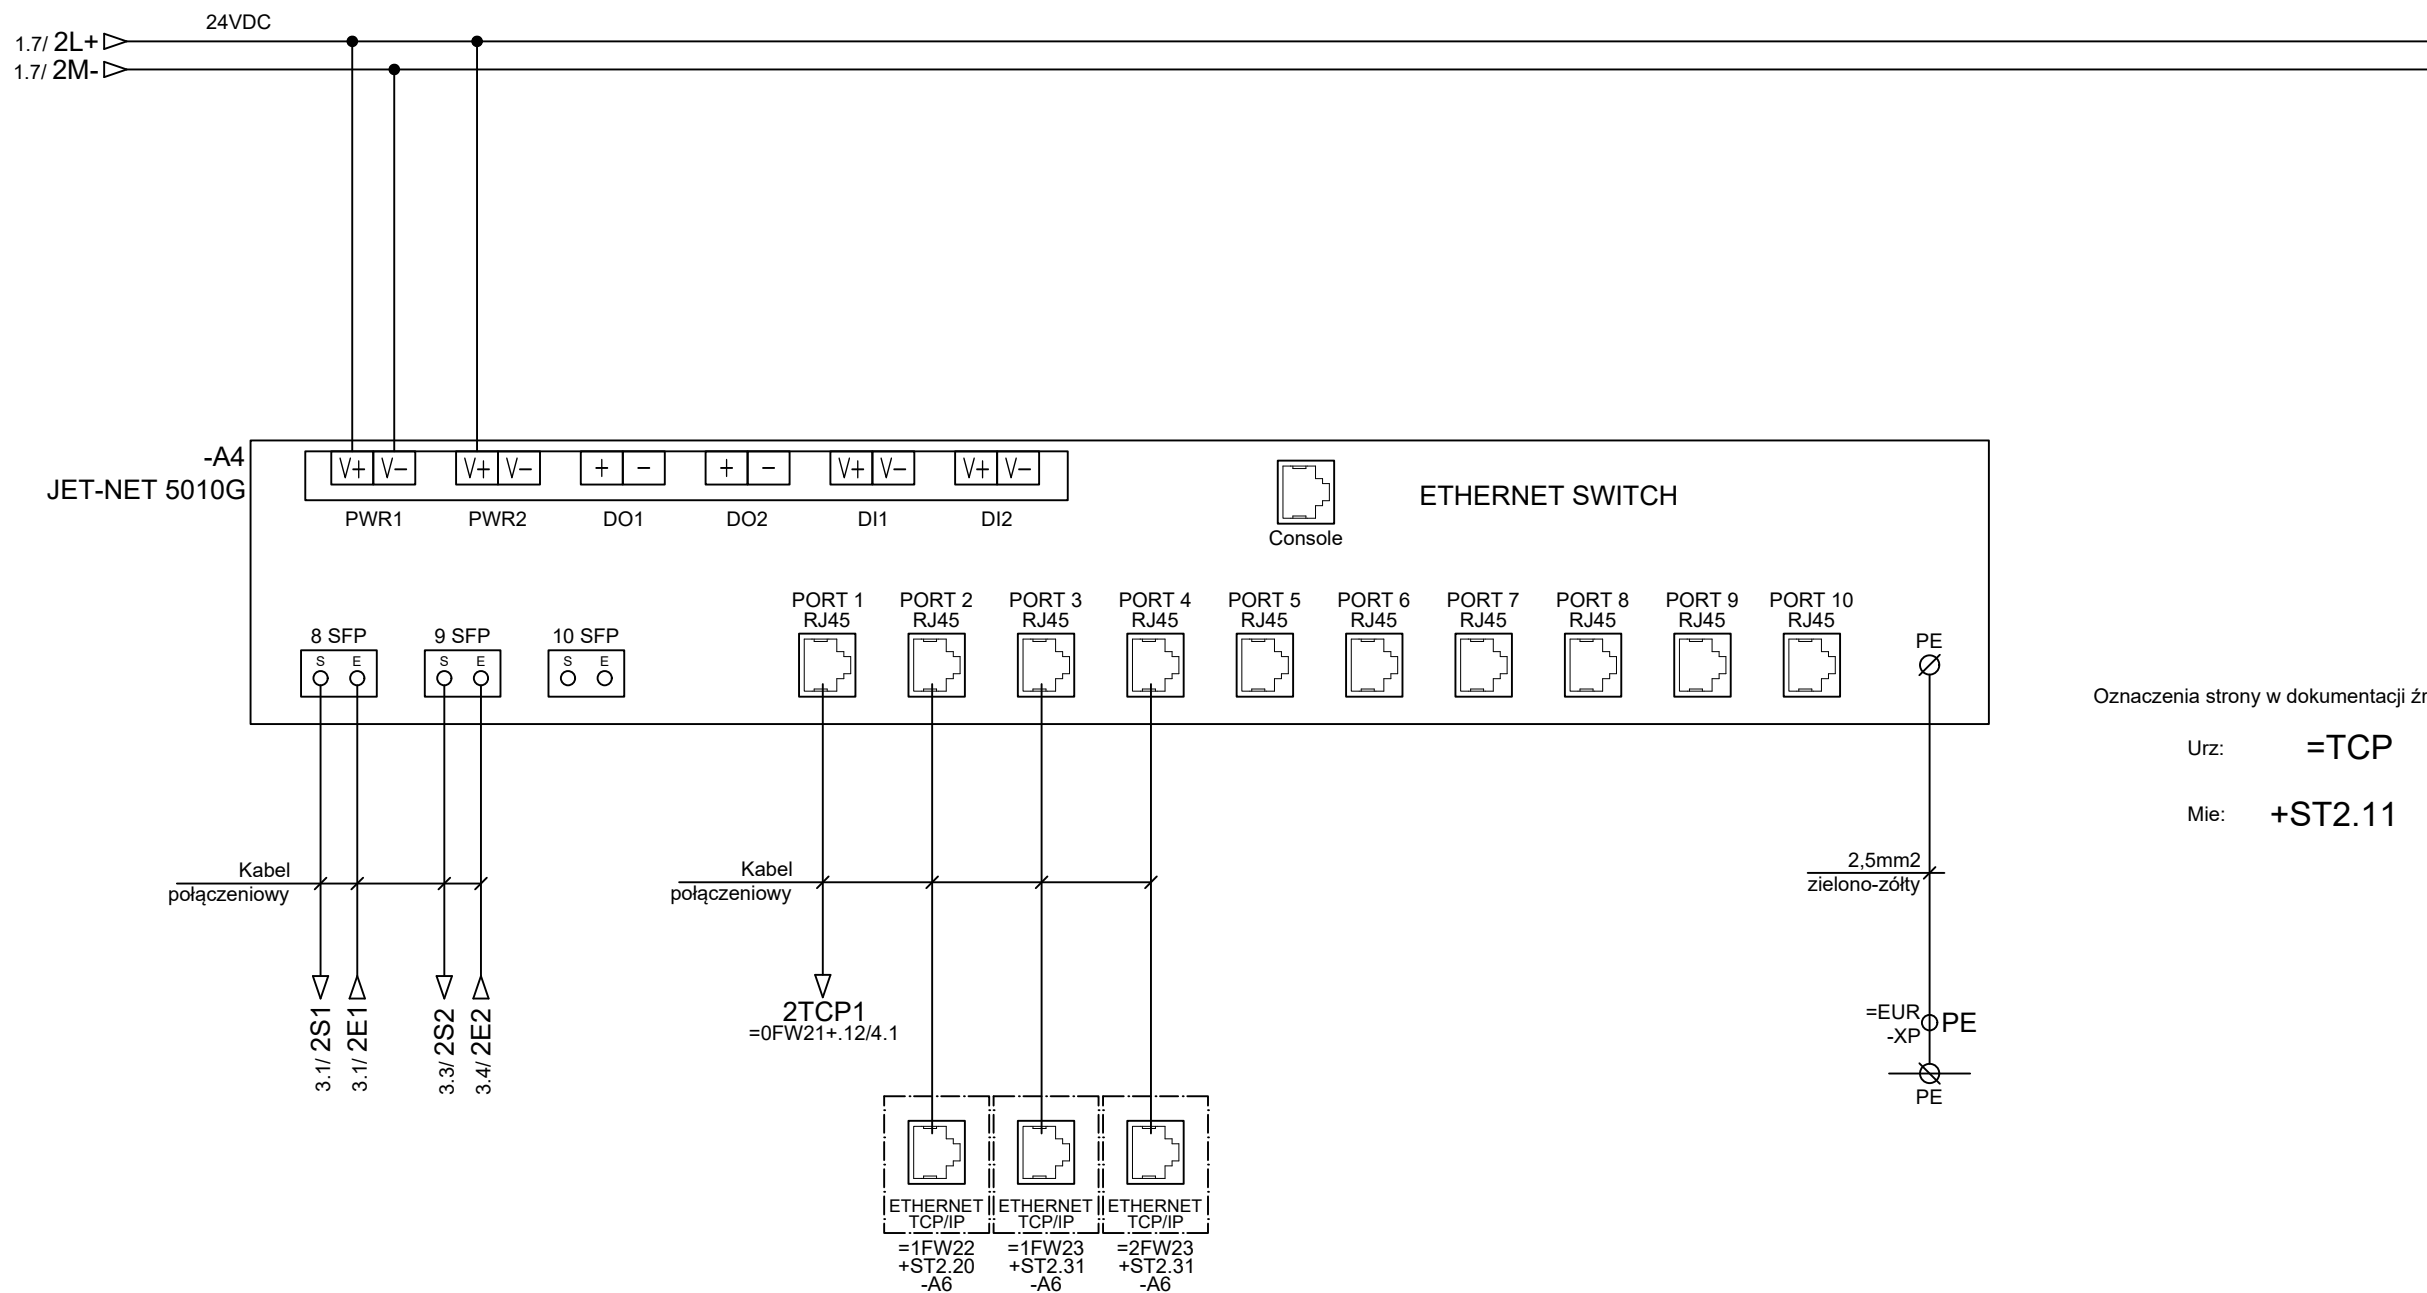 24VDC
1.7/ 2L+
1.7/ 2M-
-A4
JET-NET 5010G
V+ V- V+ V- + - + - V+ V- V+ V-
PWR1 PWR2 DO1 DO2 DI1 DI2
Console
ETHERNET SWITCH
8 SFP 9 SFP 10 SFP
S E S E S E
PORT 1 PORT 2 PORT 3 PORT 4 PORT 5 PORT 6 PORT 7 PORT 8 PORT 9 PORT 10
RJ45 RJ45 RJ45 RJ45 RJ45 RJ45 RJ45 RJ45 RJ45 RJ45
PE
Oznaczenia strony w dokumentacji
Urz: =TCP
Mie: +ST2.11
Kabel
połączeniowy
Kabel
połączeniowy
2,5mm2
zielono-zółty
3.1/ 2S1
3.1/ 2E1
3.3/ 2S2
3.4/ 2E2
2TCP1
=0FW21+.12/4.1
=EUR
-XP
PE
PE
ETHERNET
TCP/IP
=1FW22
+ST2.20
-A6
ETHERNET
TCP/IP
=1FW23
+ST2.31
-A6
ETHERNET
TCP/IP
=2FW23
+ST2.31
-A6